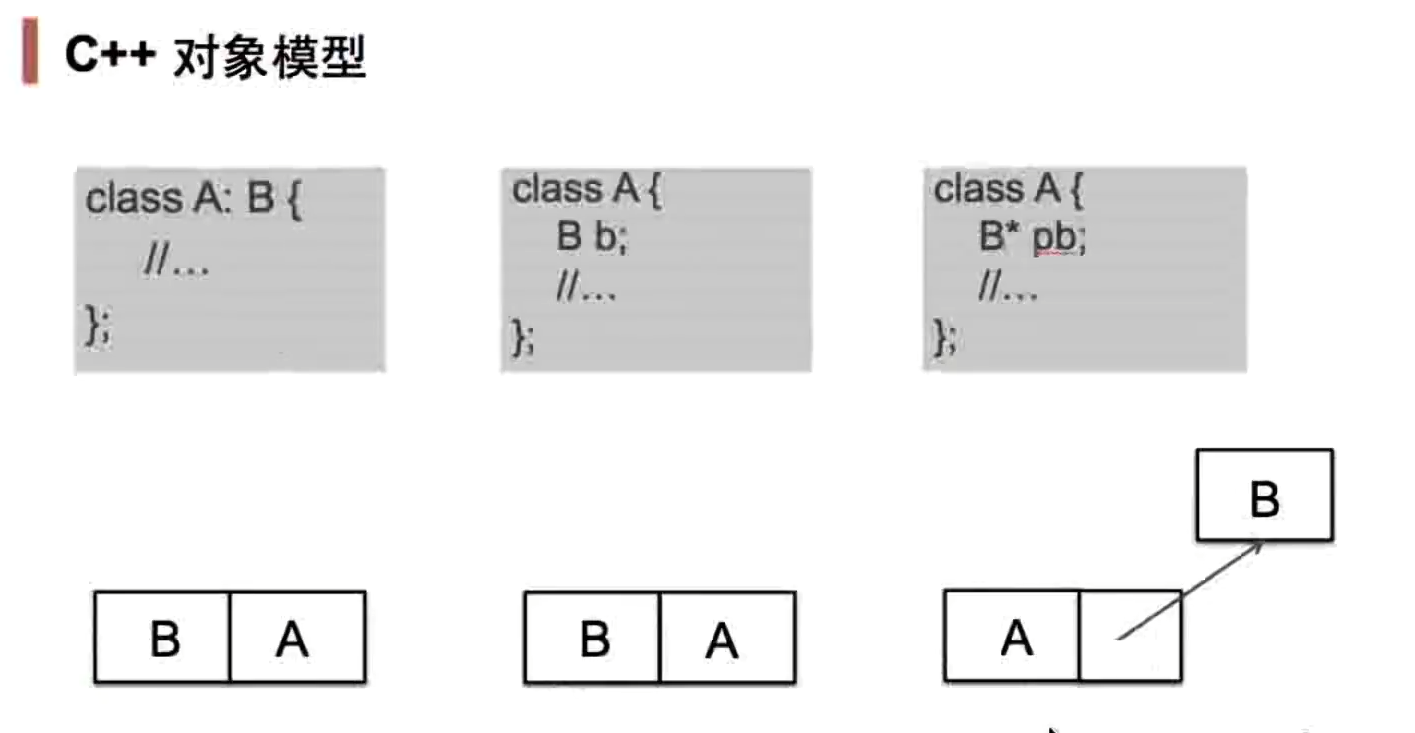 C++ 对象模型
class A: B {
//...
};
class A {
B b;
//...
};
class A {
B* pb;
//...
};
B
B A
B A
A